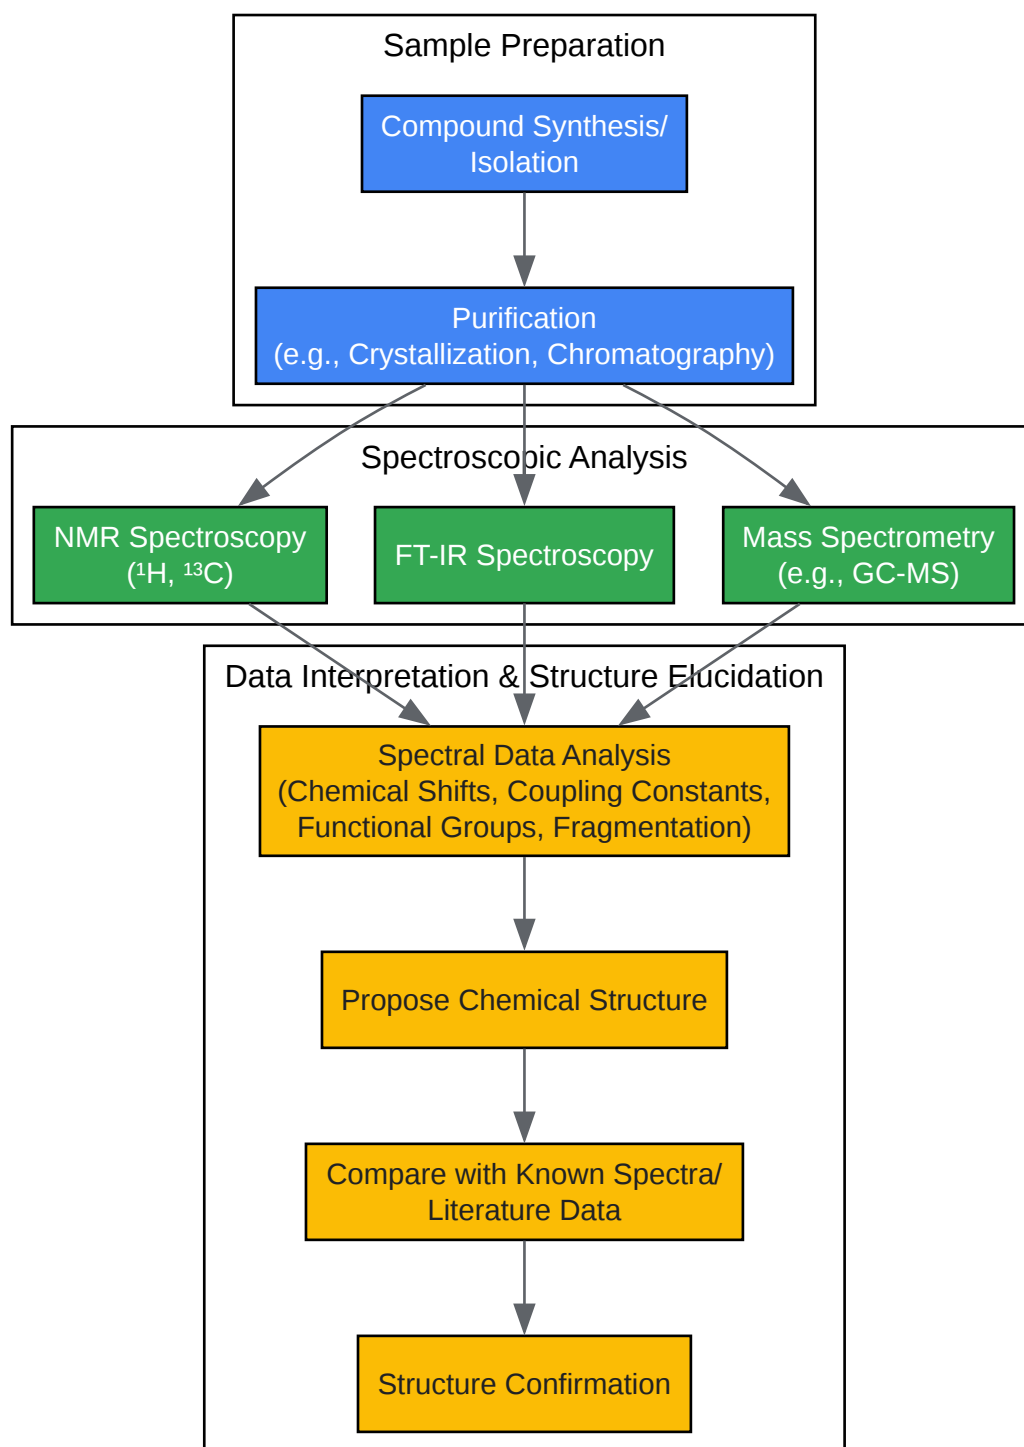 Sample Preparation
Compound Synthesis/
Isolation
Purification
(e.g., Crystallization, Chromatography)
Spectroscopic Analysis
NMR Spectroscopy
(¹H, ¹³C)
FT-IR Spectroscopy
Mass Spectrometry
(e.g., GC-MS)
Data Interpretation & Structure Elucidation
Spectral Data Analysis
(Chemical Shifts, Coupling Constants,
Functional Groups, Fragmentation)
Propose Chemical Structure
Compare with Known Spectra/
Literature Data
Structure Confirmation